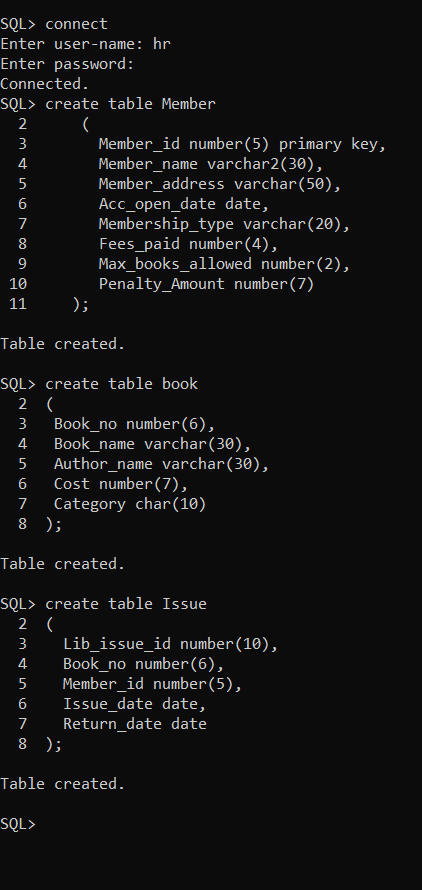 SQL> connect
Enter user-name: hr
Enter password:
Connected.
SQL> create table Member
  2      (
  3        Member_id number(5) primary key,
  4        Member_name varchar2(30),
  5        Member_address varchar(50),
  6        Acc_open_date date,
  7        Membership_type varchar(20),
  8        Fees_paid number(4),
  9        Max_books_allowed number(2),
 10        Penalty_Amount number(7)
 11     );

Table created.

SQL> create table book
  2  (
  3   Book_no number(6),
  4   Book_name varchar(30),
  5   Author_name varchar(30),
  6   Cost number(7),
  7   Category char(10)
  8  );

Table created.

SQL> create table Issue
  2  (
  3    Lib_issue_id number(10),
  4    Book_no number(6),
  5    Member_id number(5),
  6    Issue_date date,
  7    Return_date date
  8  );

Table created.

SQL>